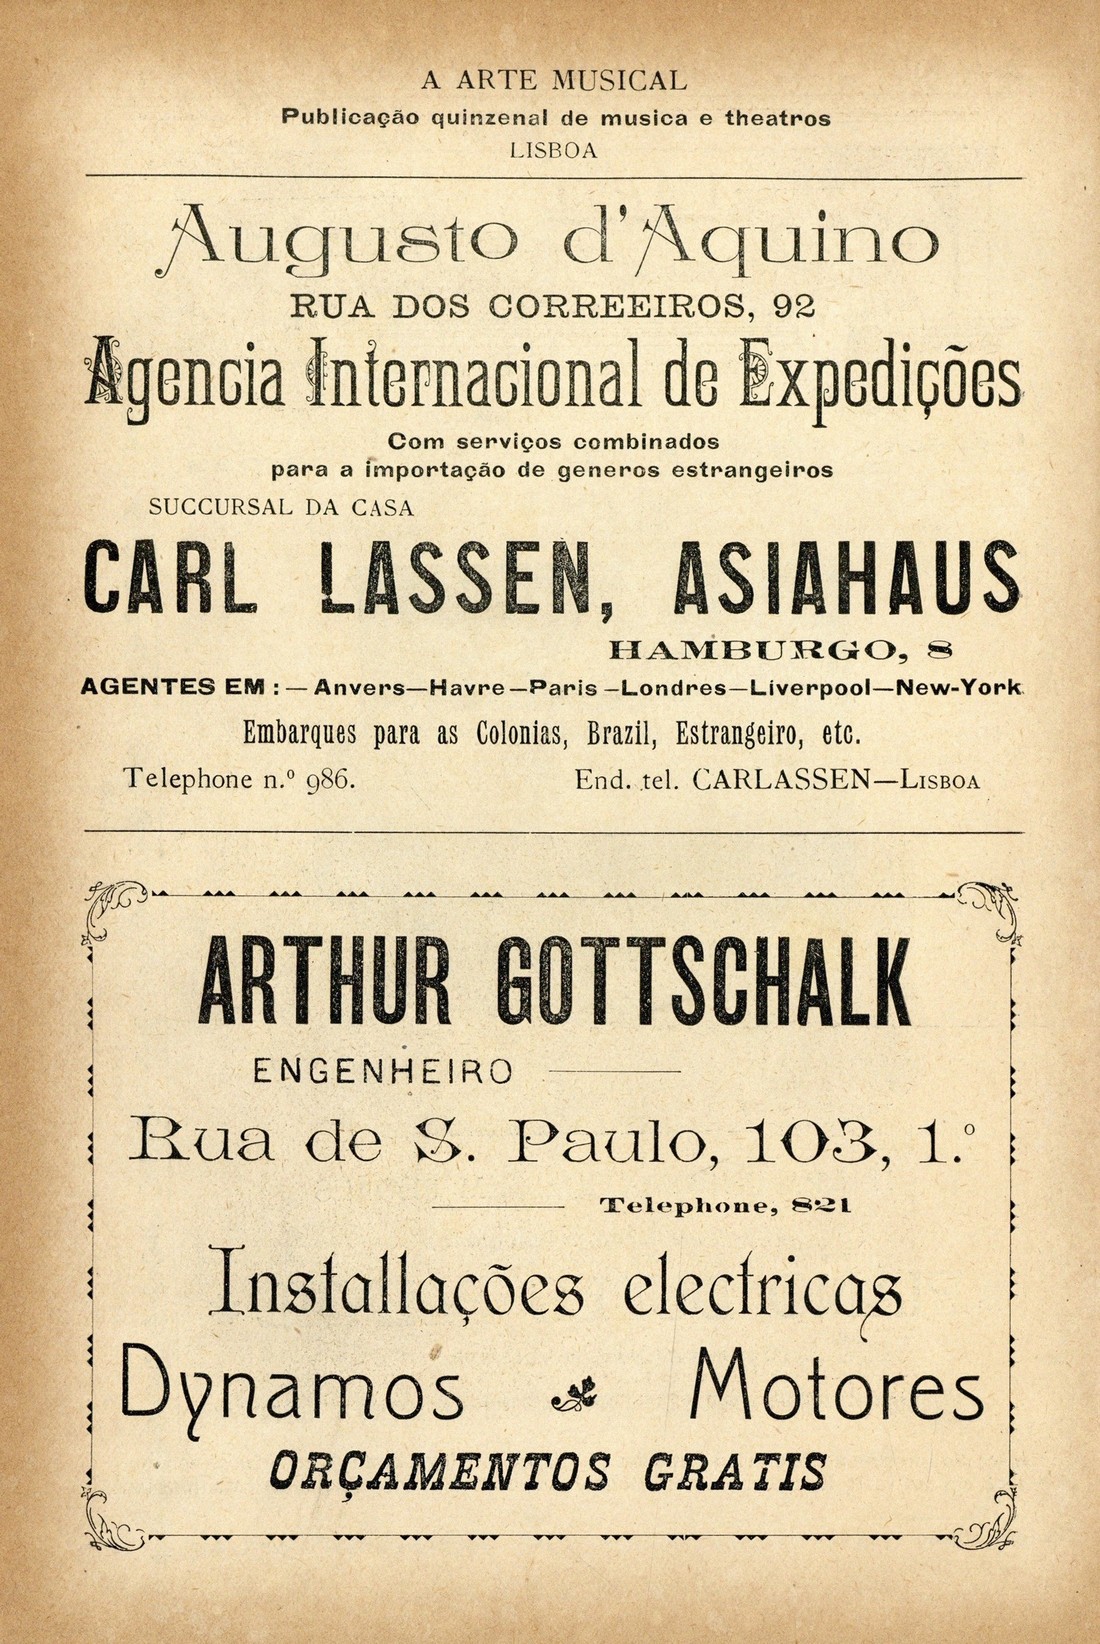 A ARTE MUSICAL
Publicação quinzenal de musica e theatros
LISBOA
Augusto d'Aquino
RUA DOS CORREEIROS, 92
Agencia Internacional de Expedições
Com serviços combinados
para a importação de generos estrangeiros
SUCCURSAL DA CASA
CARL LASSEN, ASIAHAUS
HAMBURGO, 8
AGENTES EM : — Anvers—Havre—Paris—Londres—Liverpool—New-York
Embarques para as Colonias, Brazil, Estrangeiro, etc.
Telephone n.º 986. End. tel. CARLASSEN—LISBOA
ARTHUR GOTTSCHALK
ENGENHEIRO
Rua de S. Paulo, 103, 1.º
Telephone, 821
Installações electricas
Dynamos Motores
ORÇAMENTOS GRATIS